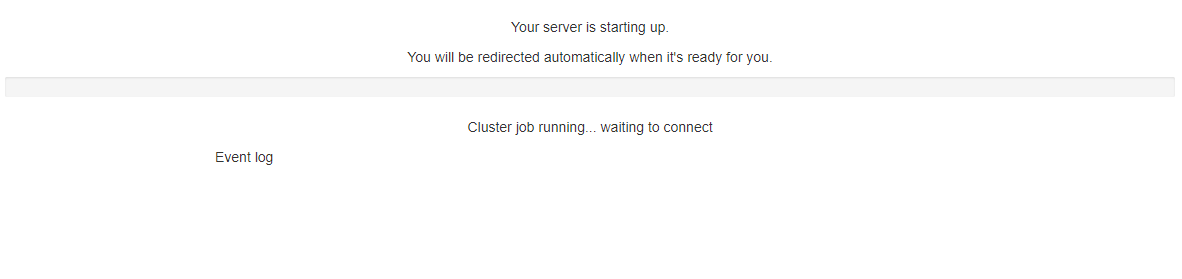 Your server is starting up.
You will be redirected automatically when it's ready for you.
Cluster job running... waiting to connect
Event log